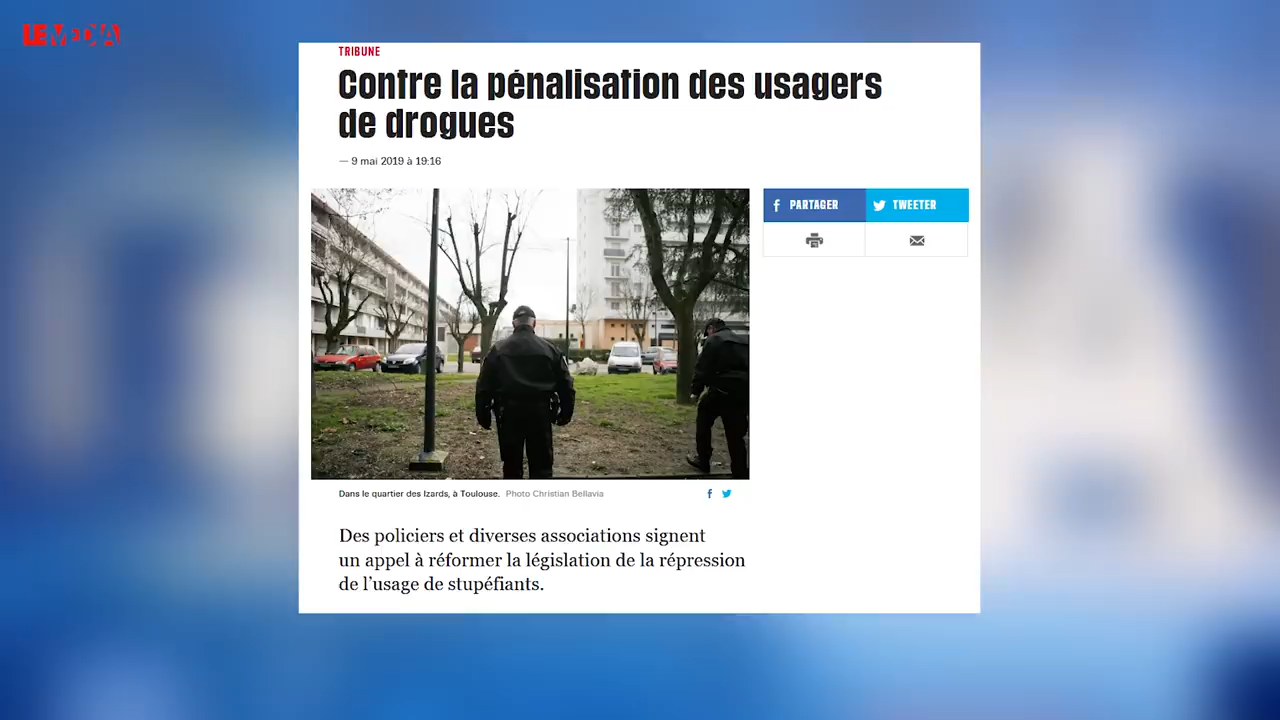 LEMEDIA
TRIBUNE
Contre la pénalisation des usagers
de drogues
— 9 mai 2019 à 19:16
PARTAGER
TWEETER
Dans le quartier des Izards, à Toulouse. Photo Christian Bellavia
Des policiers et diverses associations signent
un appel à réformer la législation de la répression
de l’usage de stupéfiants.